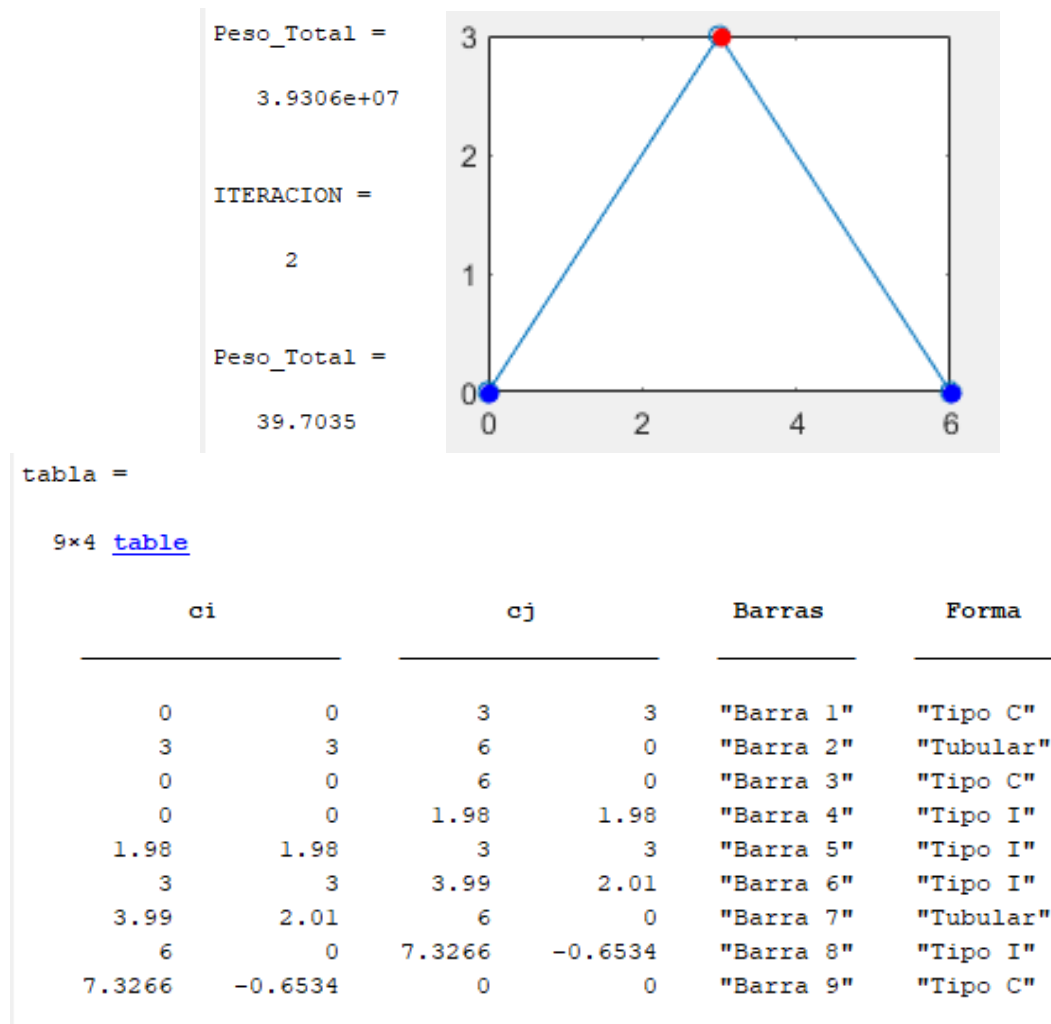 Peso_Total =
3.9306e+07
ITERACION =
2
Peso_Total =
39.7035
3
2
1
0
0 2 4 6
tabla =
9×4 table
ci cj Barras Forma
0 0 3 3 "Barra 1" "Tipo C"
3 3 6 0 "Barra 2" "Tubular"
0 0 6 0 "Barra 3" "Tipo C"
0 0 1.98 1.98 "Barra 4" "Tipo I"
1.98 1.98 3 3 "Barra 5" "Tipo I"
3 3 3.99 2.01 "Barra 6" "Tipo I"
3.99 2.01 6 0 "Barra 7" "Tubular"
6 0 7.3266 -0.6534 "Barra 8" "Tipo I"
7.3266 -0.6534 0 0 "Barra 9" "Tipo C"